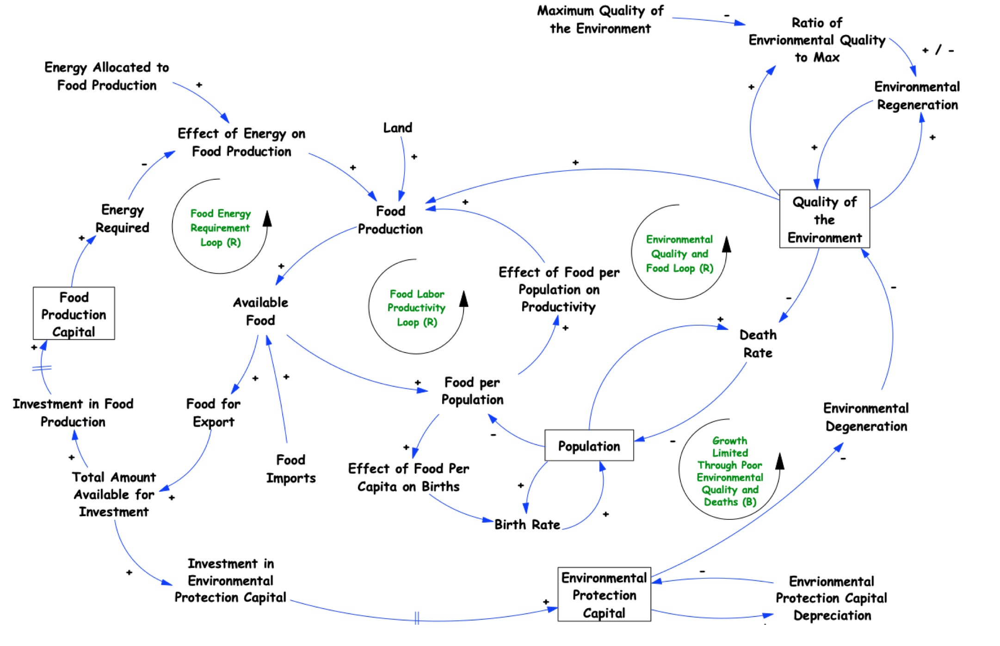 Maximum Quality of
the Environment
-
Ratio of
Envrionmental Quality
to Max
+ / -
+
Environmental
Regeneration
+
+
Energy Allocated to
Food Production
+
Effect of Energy on
Food Production
-
+
Land
+
+
+
Energy
Required
+
Food Energy
Requirement
Loop (R)
Food
Production
+
Quality of
the
Environment
Environmental
Quality and
Food Loop (R)
Effect of Food per
Population on
Productivity
+
Food Labor
Productivity
Loop (R)
Available
Food
Food
Production
Capital
+
-
-
+
Death
Rate
+
+
+
Food per
Population
Investment in Food
Production
Food for
Export
Environmental
Degeneration
-
+
-
-
Population
+
Food
Imports
Effect of Food Per
Capita on Births
Growth
Limited
Through Poor
Environmental
Quality and
Deaths (B)
+
Total Amount
Available for
Investment
+
+
+
Birth Rate
+
Investment in
Environmental
Protection Capital
+
Environmental
Protection
Capital
-
Envrionmental
Protection Capital
Depreciation